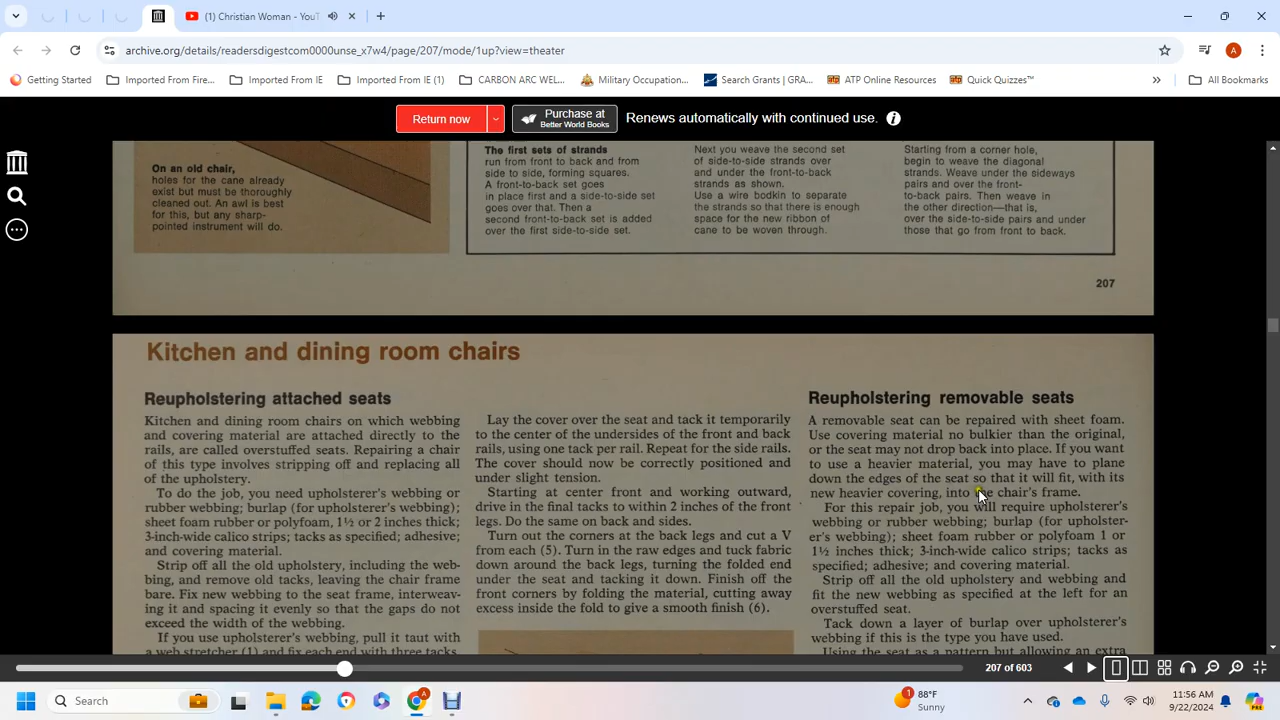 (1) Christian Woman - YouT
archive.org/details/readersdigestcom0000unse_x7w4/page/207/mode/1up?view=theater
A
Getting Started
Imported From Fire...
Imported From IE
Imported From IE (1)
CARBON ARC WEL...
Military Occupation...
Search Grants | GRA...
ATP Online Resources
Quick Quizzes™
All Bookmarks
Return now
Purchase at
Better World Books
Renews automatically with continued use.
On an old chair,
holes for the cane already
exist but must be thoroughly
cleaned out. An awl is best
for this, but any sharp-
pointed instrument will do.
The first sets of strands
run from front to back and from
side to side, forming squares.
A front-to-back set goes
in place first and a side-to-side set
goes over that. Then a
second front-to-back set is added
over the first side-to-side set.
Next you weave the second set
of side-to-side strands over
and under the front-to-back
strands as shown.
Use a wire bodkin to separate
the strands so that there is enough
space for the new ribbon of
cane to be woven through.
Starting from a corner hole,
begin to weave the diagonal
strands. Weave under the sideways
pairs and over the front-
to-back pairs. Then weave in
the other direction—that is,
over the side-to-side pairs and under
those that go from front to back.
207
Kitchen and dining room chairs
Reupholstering attached seats
Kitchen and dining room chairs on which webbing
and covering material are attached directly to the
rails, are called overstuffed seats. Repairing a chair
of this type involves stripping off and replacing all
of the upholstery.
To do the job, you need upholsterer's webbing or
rubber webbing; burlap (for upholsterer's webbing);
sheet foam rubber or polyfoam, 1½ or 2 inches thick;
3-inch-wide calico strips; tacks as specified; adhesive;
and covering material.
Strip off all the old upholstery, including the web-
bing, and remove old tacks, leaving the chair frame
bare. Fix new webbing to the seat frame, interweav-
ing it and spacing it evenly so that the gaps do not
exceed the width of the webbing.
If you use upholsterer's webbing, pull it taut with
a web stretcher (1) and fix each end with three tacks.
Lay the cover over the seat and tack it temporarily
to the center of the undersides of the front and back
rails, using one tack per rail. Repeat for the side rails.
The cover should now be correctly positioned and
under slight tension.
Starting at center front and working outward,
drive in the final tacks to within 2 inches of the front
legs. Do the same on back and sides.
Turn out the corners at the back legs and cut a V
from each (5). Turn in the raw edges and tuck fabric
down around the back legs, turning the folded end
under the seat and tacking it down. Finish off the
front corners by folding the material, cutting away
excess inside the fold to give a smooth finish (6).
Reupholstering removable seats
A removable seat can be repaired with sheet foam.
Use covering material no bulkier than the original,
or the seat may not drop back into place. If you want
to use a heavier material, you may have to plane
down the edges of the seat so that it will fit, with its
new heavier covering, into the chair's frame.
For this repair job, you will require upholsterer's
webbing or rubber webbing; burlap (for upholster-
er's webbing); sheet foam rubber or polyfoam 1 or
1½ inches thick; 3-inch-wide calico strips; tacks as
specified; adhesive; and covering material.
Strip off all the old upholstery and webbing and
fit the new webbing as specified at the left for an
overstuffed seat.
Tack down a layer of burlap over upholsterer's
webbing if this is the type you have used.
Using the seat as a pattern but allowing an extra
207 of 603
Search
1
88°F
Sunny
11:56 AM
9/22/2024